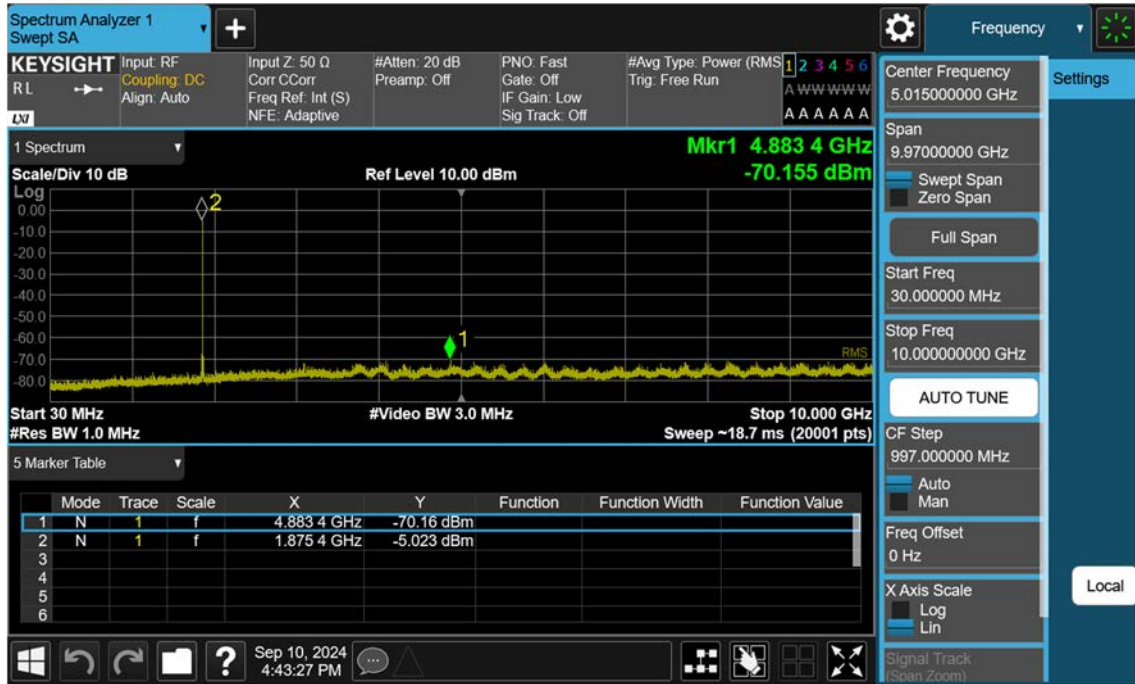 Spectrum Analyzer 1
Swept SA
+
Frequency
KEYSIGHT
RL
LXI
Input: RF
Coupling: DC
Align: Auto
Input Z: 50 Ω
Corr CCorr
Freq Ref: Int (S)
NFE: Adaptive
#Atten: 20 dB
Preamp: Off
PNO: Fast
Gate: Off
IF Gain: Low
Sig Track: Off
#Avg Type: Power (RMS
Trig: Free Run
1 2 3 4 5 6
A W W W W W
A A A A A A
1 Spectrum
Mkr1 4.883 4 GHz
-70.155 dBm
Scale/Div 10 dB
Ref Level 10.00 dBm
Log
0.00
-10.0
-20.0
-30.0
-40.0
-50.0
-60.0
-70.0
-80.0
2
1
RMS
Start 30 MHz
#Video BW 3.0 MHz
Stop 10.000 GHz
#Res BW 1.0 MHz
Sweep ~18.7 ms (20001 pts)
5 Marker Table
Mode Trace Scale X Y Function Function Width Function Value
1 N 1 f 4.883 4 GHz -70.16 dBm
2 N 1 f 1.875 4 GHz -5.023 dBm
3
4
5
6
?
Sep 10, 2024
4:43:27 PM
Settings
Center Frequency
5.015000000 GHz
Span
9.97000000 GHz
Swept Span
Zero Span
Full Span
Start Freq
30.000000 MHz
Stop Freq
10.000000000 GHz
AUTO TUNE
CF Step
997.000000 MHz
Auto
Man
Freq Offset
0 Hz
X Axis Scale
Log
Lin
Signal Track
(Span Zoom)
Local